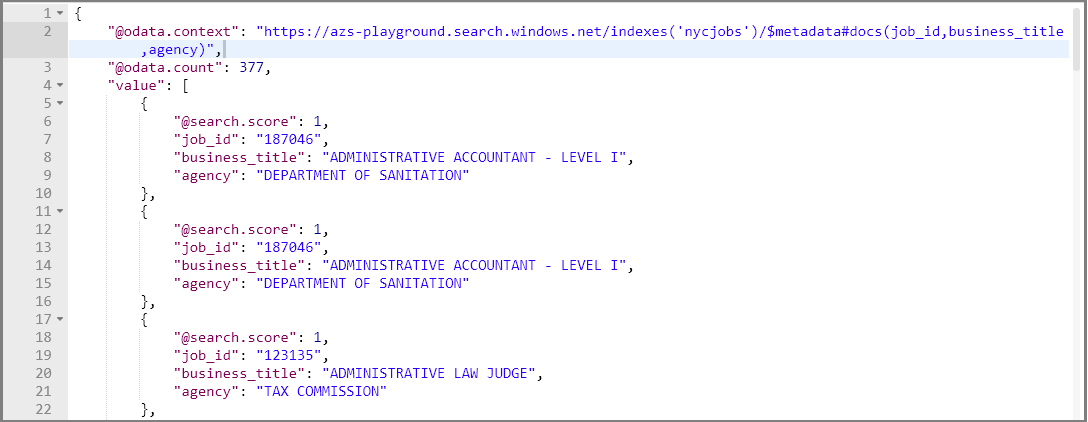 1 {
2 "@odata.context": "https://azs-playground.search.windows.net/indexes('nycjobs')/$metadata#docs(job_id,business_title
,agency)",
3 "@odata.count": 377,
4 "value": [
5 {
6 "@search.score": 1,
7 "job_id": "187046",
8 "business_title": "ADMINISTRATIVE ACCOUNTANT - LEVEL I",
9 "agency": "DEPARTMENT OF SANITATION"
10 },
11 {
12 "@search.score": 1,
13 "job_id": "187046",
14 "business_title": "ADMINISTRATIVE ACCOUNTANT - LEVEL I",
15 "agency": "DEPARTMENT OF SANITATION"
16 },
17 {
18 "@search.score": 1,
19 "job_id": "123135",
20 "business_title": "ADMINISTRATIVE LAW JUDGE",
21 "agency": "TAX COMMISSION"
22 },